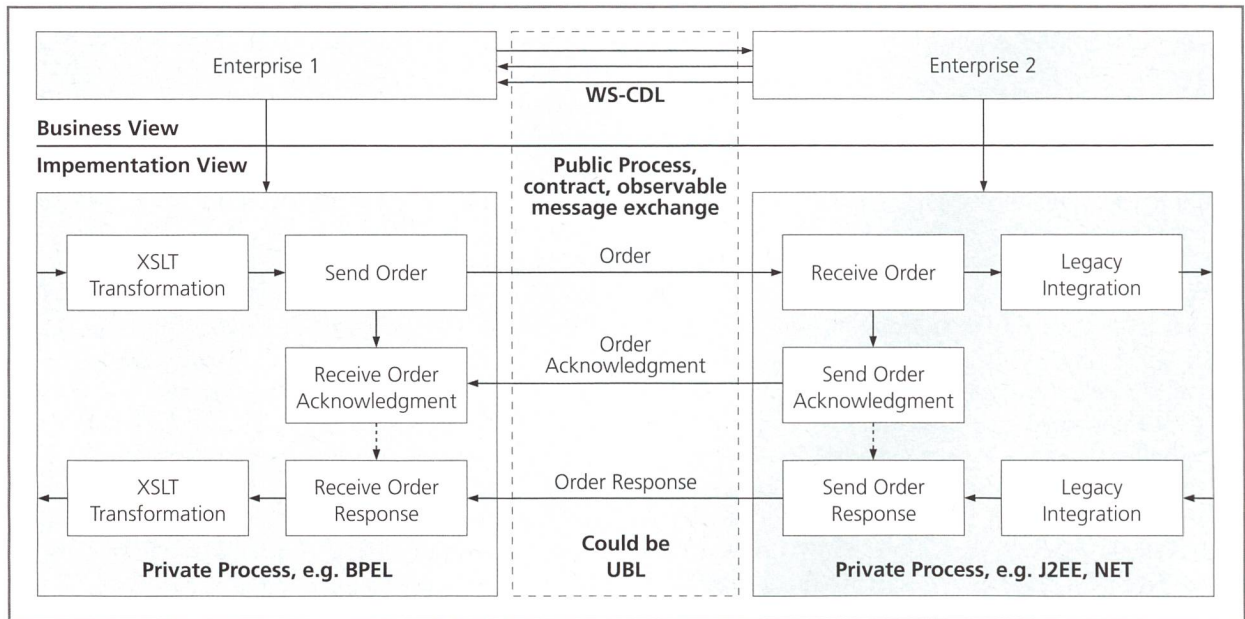 Enterprise 1
Enterprise 2
WS-CDL
Business View
Impementation View
Public Process,
contract, observable
message exchange
XSLT
Transformation
Send Order
Order
Receive Order
Legacy
Integration
Receive Order
Acknowledgment
Order
Acknowledgment
Send Order
Acknowledgment
XSLT
Transformation
Receive Order
Response
Order Response
Send Order
Response
Legacy
Integration
Could be
UBL
Private Process, e.g. BPEL
Private Process, e.g. J2EE, NET